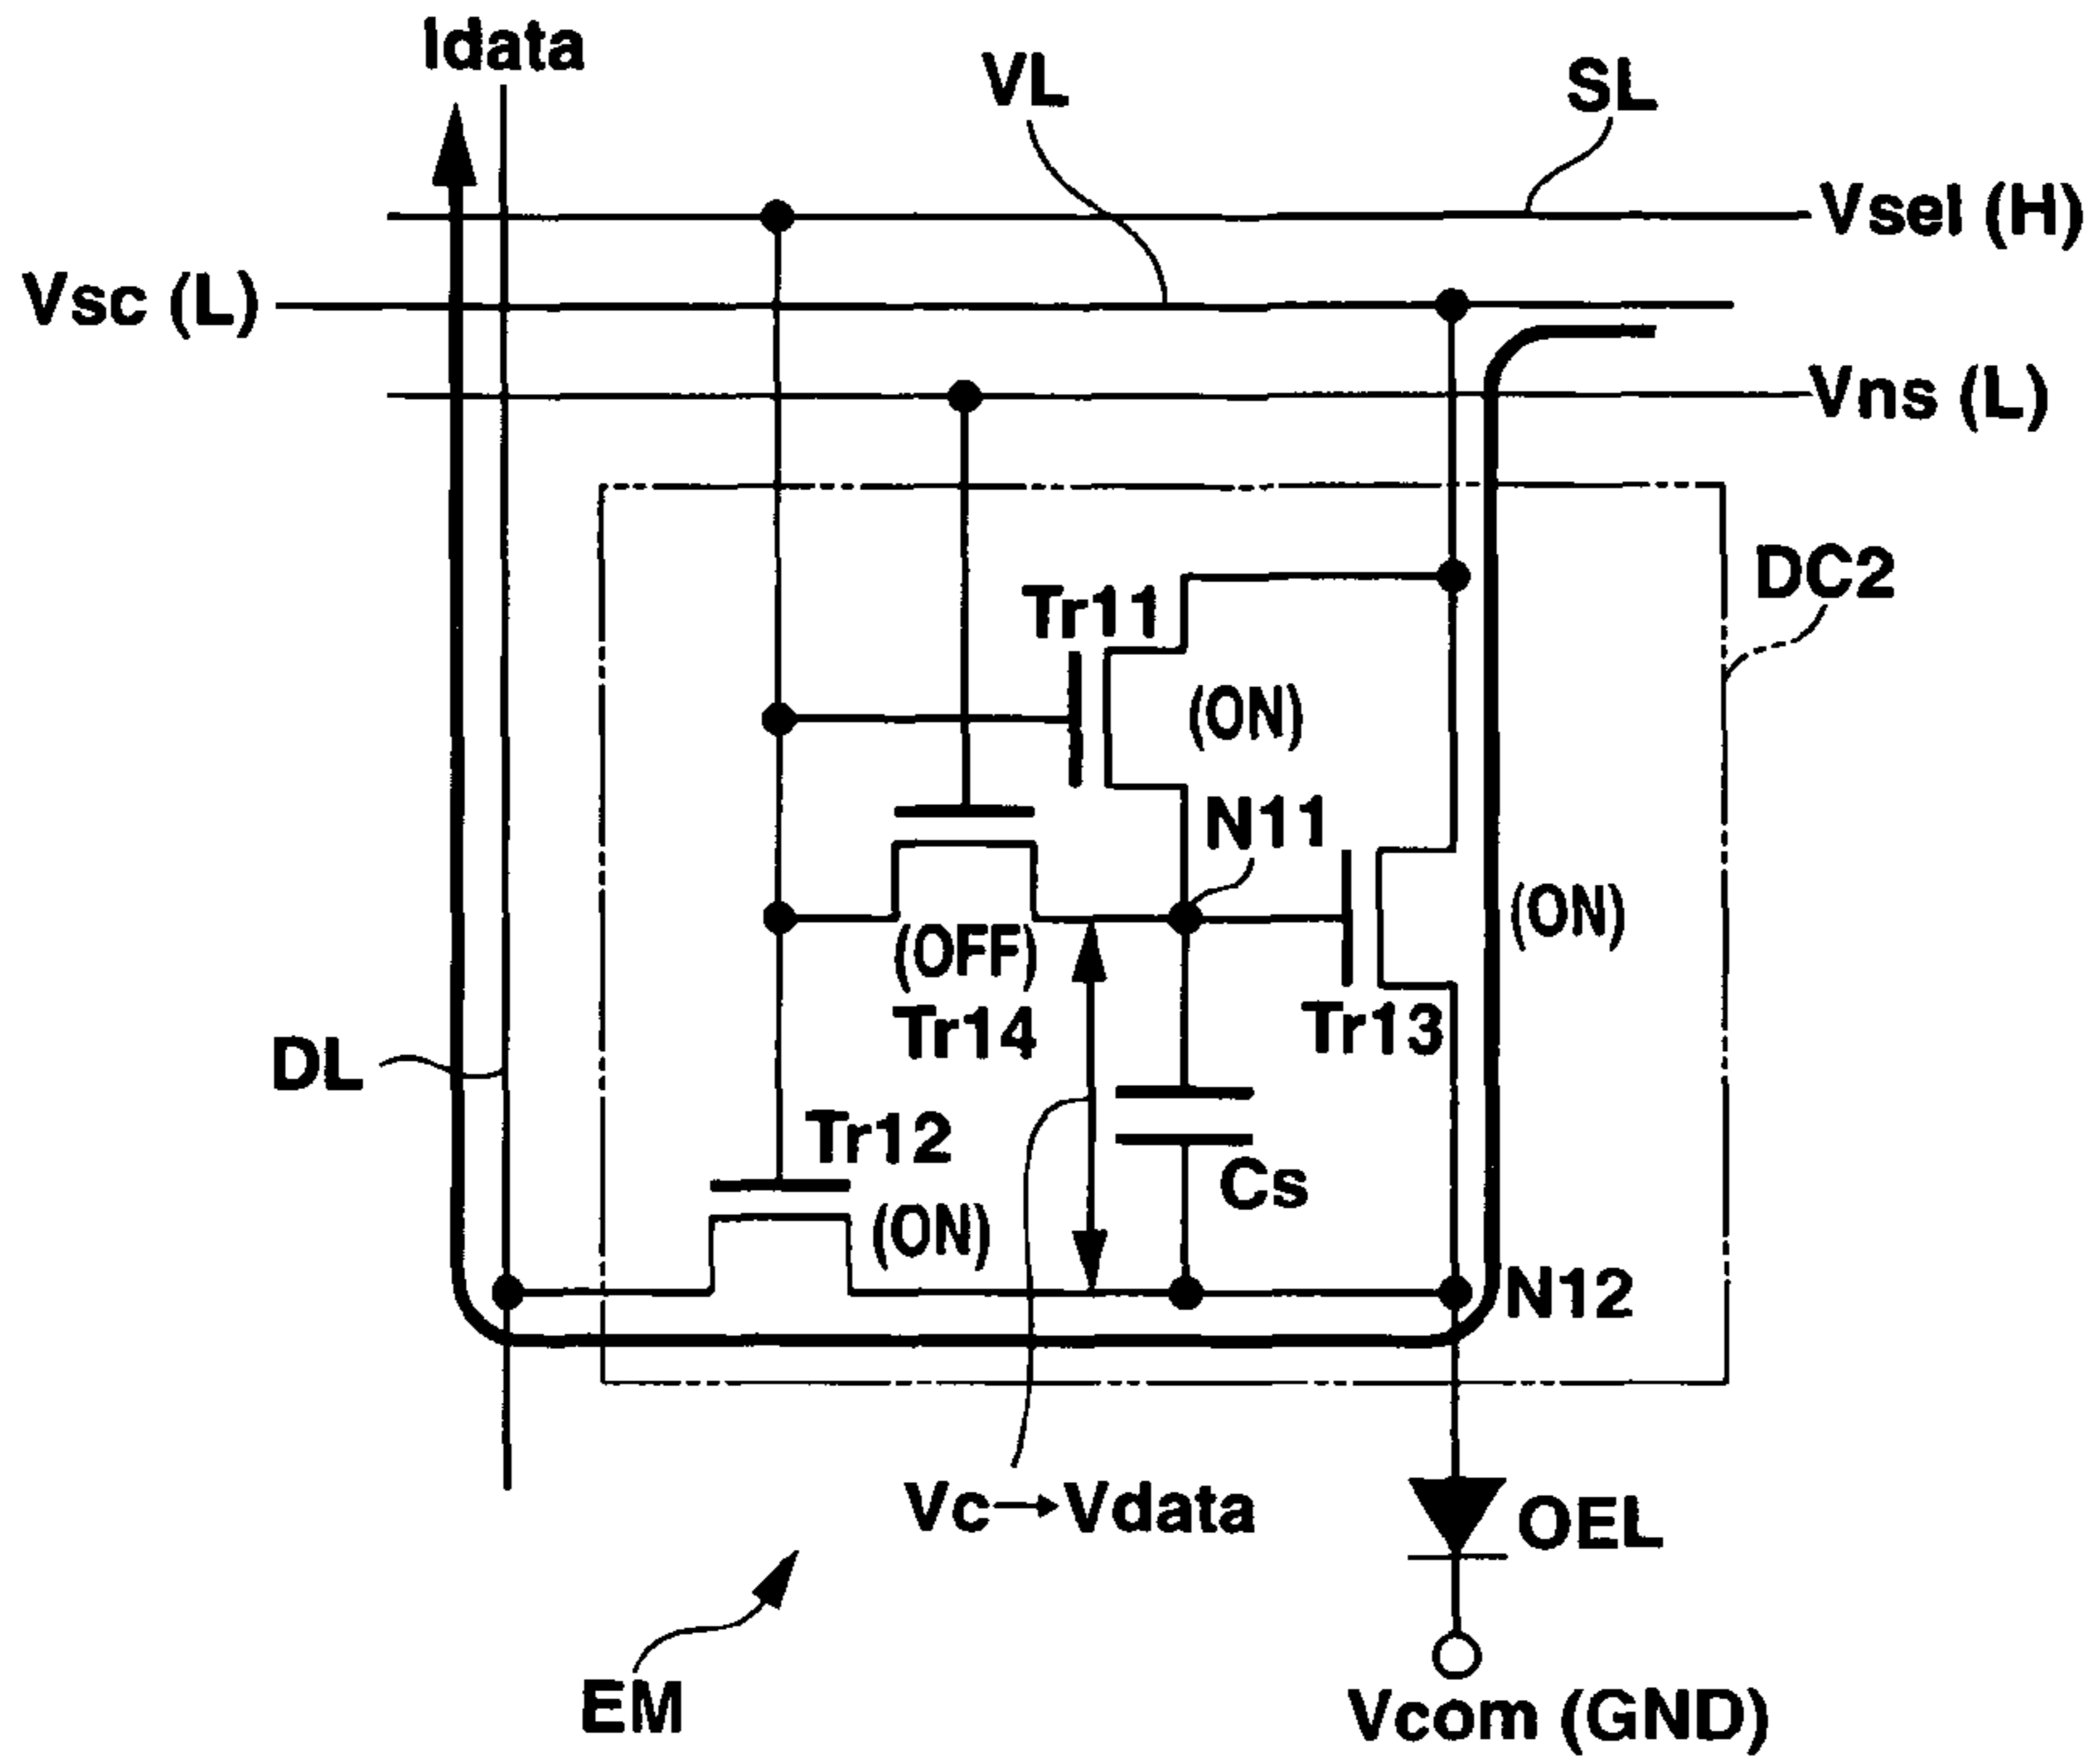 Idata
VL
SL
Vsel (H)
Vsc (L)
Vns (L)
DC2
Tr11
(ON)
N11
(ON)
(OFF)
Tr14
Tr13
DL
Tr12
Cs
(ON)
N12
Vc→Vdata
OEL
EM
Vcom (GND)